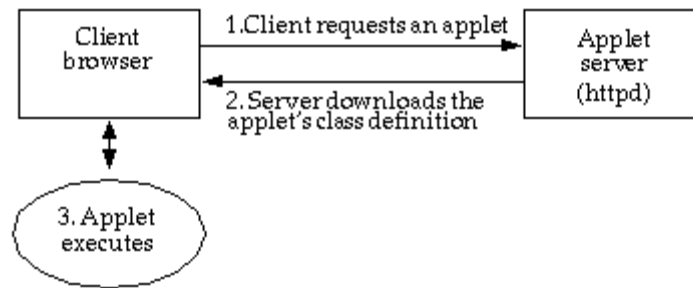 Client
browser
1.Client requests an applet
Applet
server
(httpd)
2. Server downloads the
applet's class definition
3. Applet
executes